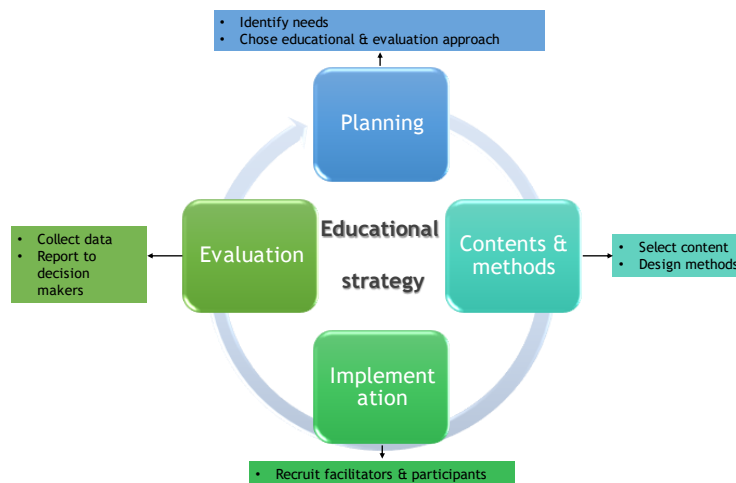 • Identify needs
• Chose educational & evaluation approach
Planning
Educational
strategy
Evaluation
Contents &
methods
• Collect data
• Report to
decision
makers
• Select content
• Design methods
Implement
ation
• Recruit facilitators & participants